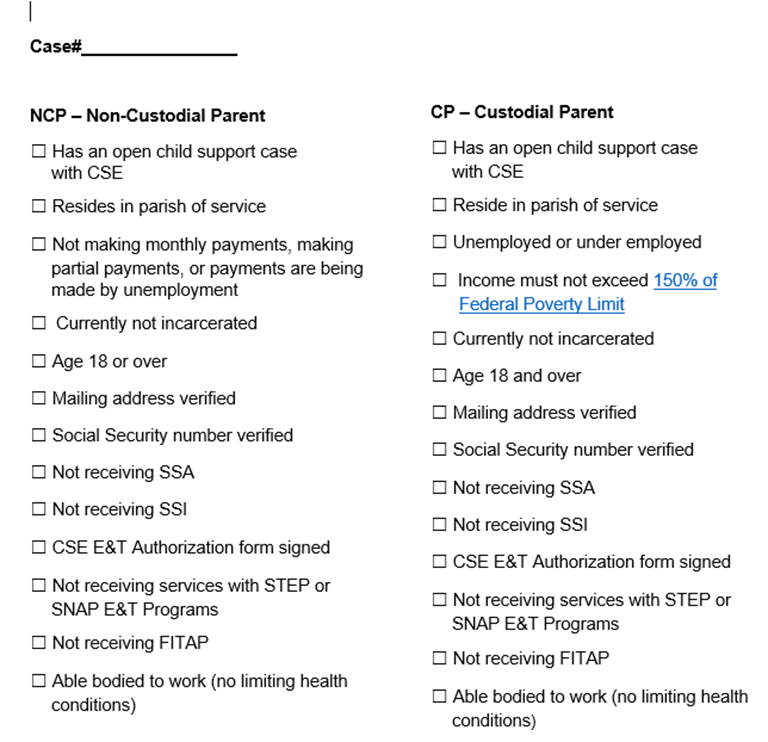 Case#_________________
NCP – Non-Custodial Parent
☐ Has an open child support case
with CSE
☐ Resides in parish of service
☐ Not making monthly payments, making
partial payments, or payments are being
made by unemployment
☐ Currently not incarcerated
☐ Age 18 or over
☐ Mailing address verified
☐ Social Security number verified
☐ Not receiving SSA
☐ Not receiving SSI
☐ CSE E&T Authorization form signed
☐ Not receiving services with STEP or
SNAP E&T Programs
☐ Not receiving FITAP
☐ Able bodied to work (no limiting health
conditions)
CP – Custodial Parent
☐ Has an open child support case
with CSE
☐ Reside in parish of service
☐ Unemployed or under employed
☐ Income must not exceed 150% of
Federal Poverty Limit
☐ Currently not incarcerated
☐ Age 18 and over
☐ Mailing address verified
☐ Social Security number verified
☐ Not receiving SSA
☐ Not receiving SSI
☐ CSE E&T Authorization form signed
☐ Not receiving services with STEP or
SNAP E&T Programs
☐ Not receiving FITAP
☐ Able bodied to work (no limiting health
conditions)